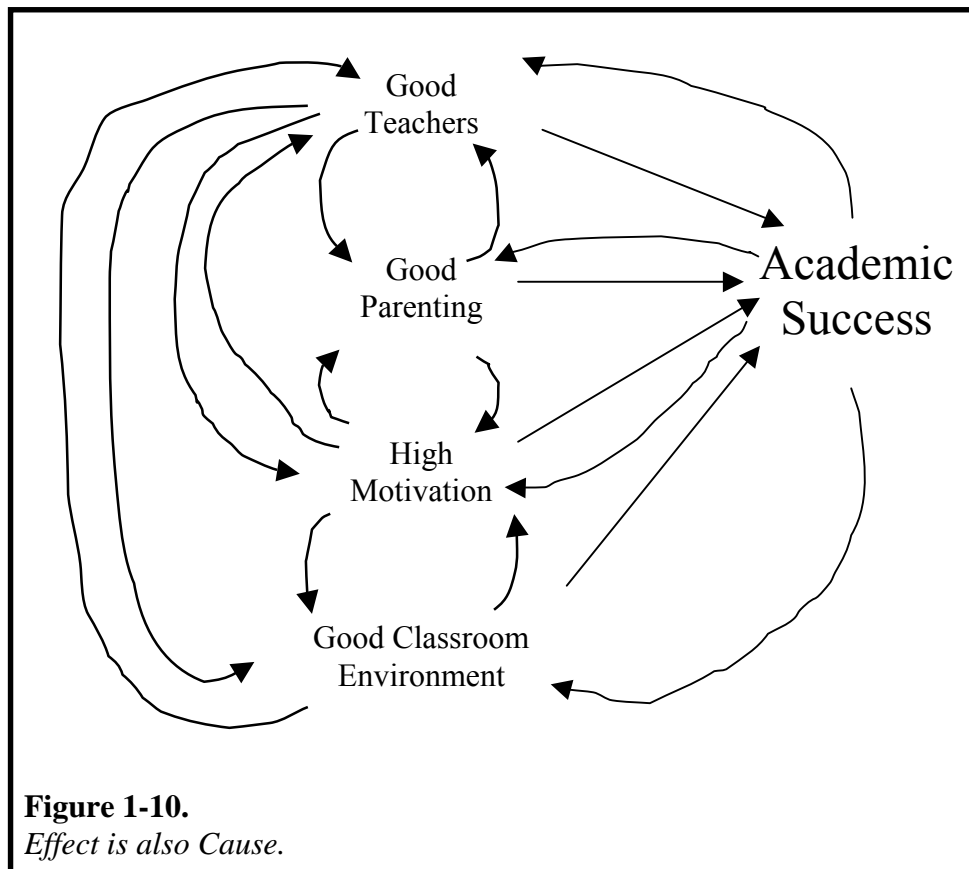 Good
Teachers
Good
Parenting
Academic
Success
High
Motivation
Good Classroom
Environment
Figure 1-10.
Effect is also Cause.